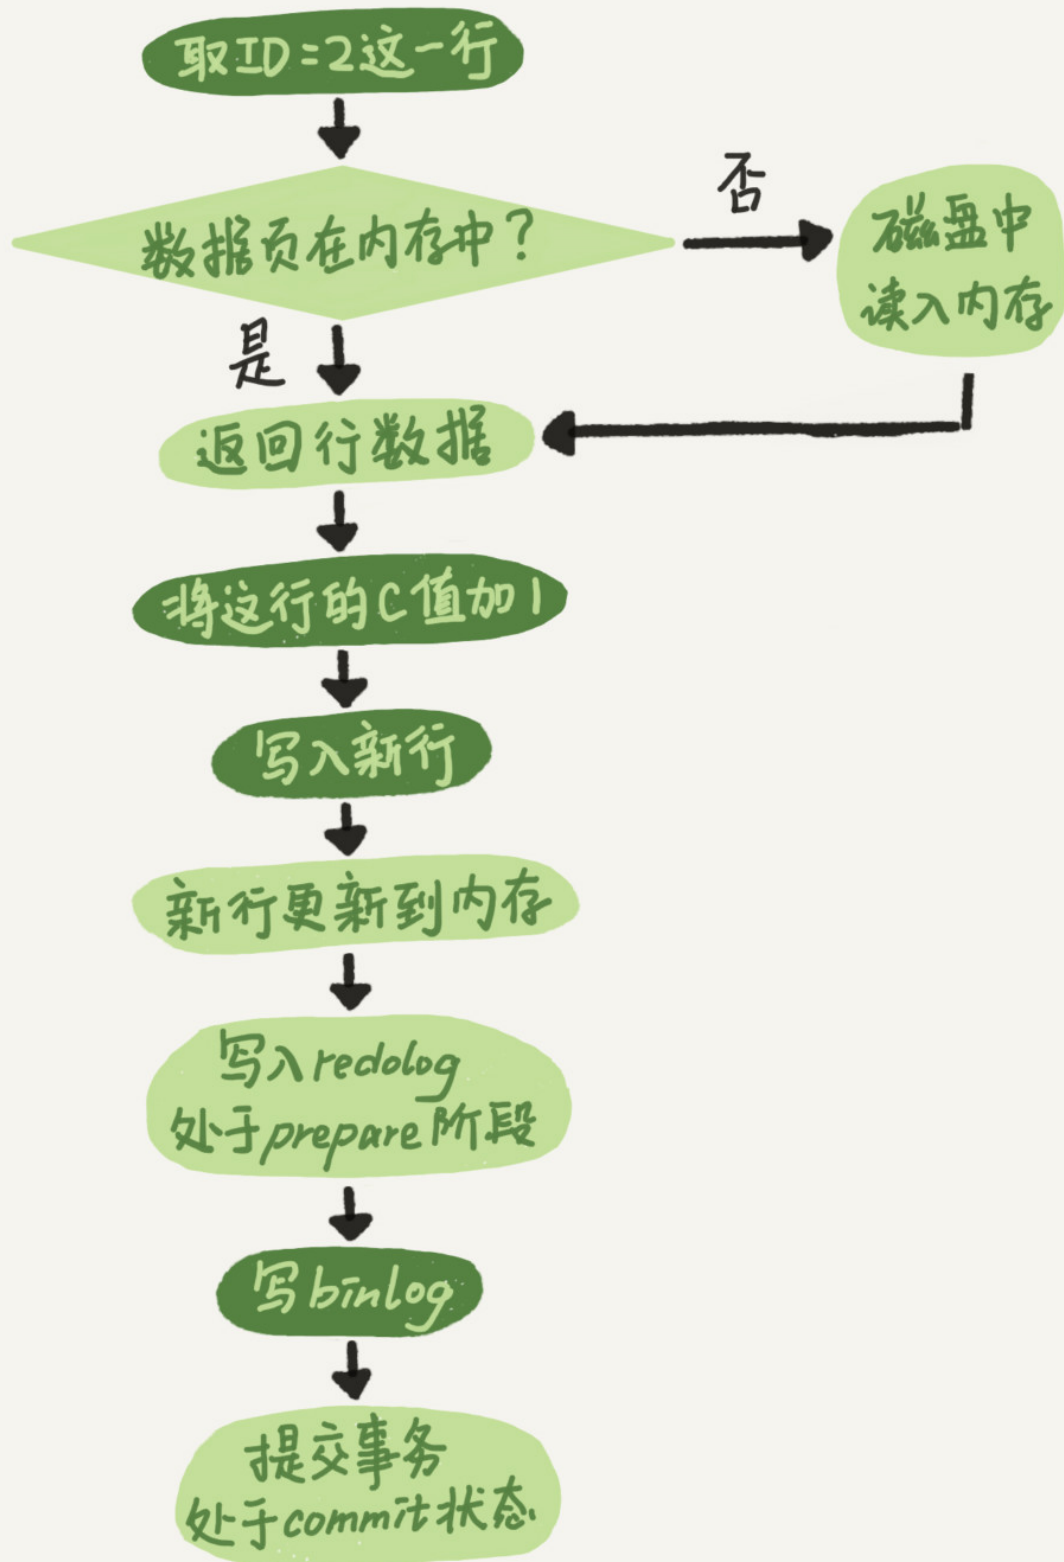 取ID=2这一行
数据页在内存中?
否
磁盘中
读入内存
是
返回行数据
将这行的C值加1
写入新行
新行更新到内存
写入redolog
处于prepare阶段
写binlog
提交事务
处于commit状态